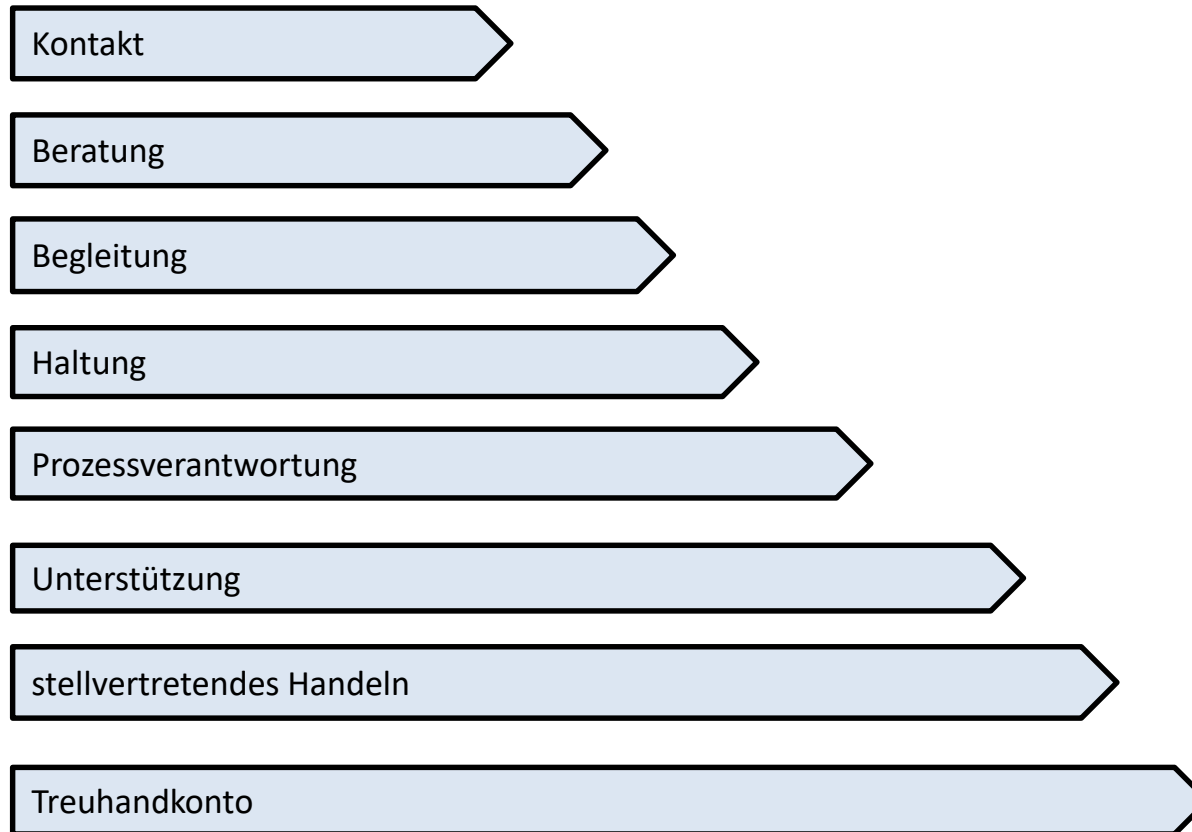 Kontakt
Beratung
Begleitung
Haltung
Prozessverantwortung
Unterstützung
stellvertretendes Handeln
Treuhandkonto